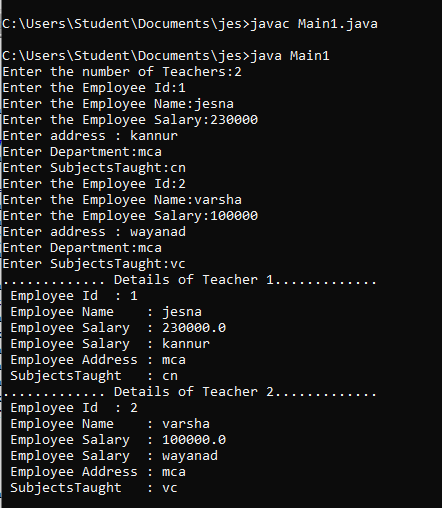 C:\Users\Student\Documents\jes>javac Main1.java
C:\Users\Student\Documents\jes>java Main1
Enter the number of Teachers:2
Enter the Employee Id:1
Enter the Employee Name:jesna
Enter the Employee Salary:230000
Enter address : kannur
Enter Department:mca
Enter SubjectsTaught:cn
Enter the Employee Id:2
Enter the Employee Name:varsha
Enter the Employee Salary:100000
Enter address : wayanad
Enter Department:mca
Enter SubjectsTaught:vc
............. Details of Teacher 1.............
Employee Id  : 1
Employee Name    : jesna
Employee Salary  : 230000.0
Employee Salary  : kannur
Employee Address : mca
SubjectsTaught   : cn
............. Details of Teacher 2.............
Employee Id  : 2
Employee Name    : varsha
Employee Salary  : 100000.0
Employee Salary  : wayanad
Employee Address : mca
SubjectsTaught   : vc